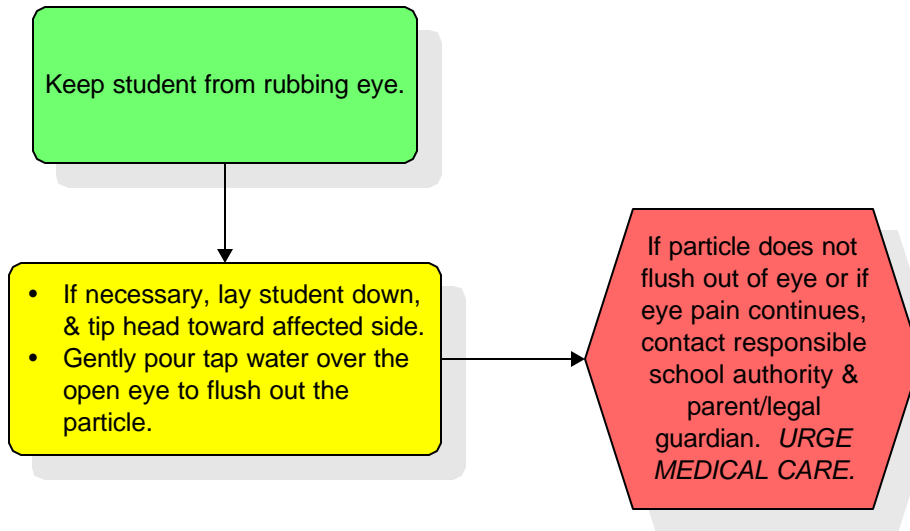 Keep student from rubbing eye.
• If necessary, lay student down,
& tip head toward affected side.
• Gently pour tap water over the
open eye to flush out the
particle.
If particle does not
flush out of eye or if
eye pain continues,
contact responsible
school authority &
parent/legal
guardian. URGE
MEDICAL CARE.